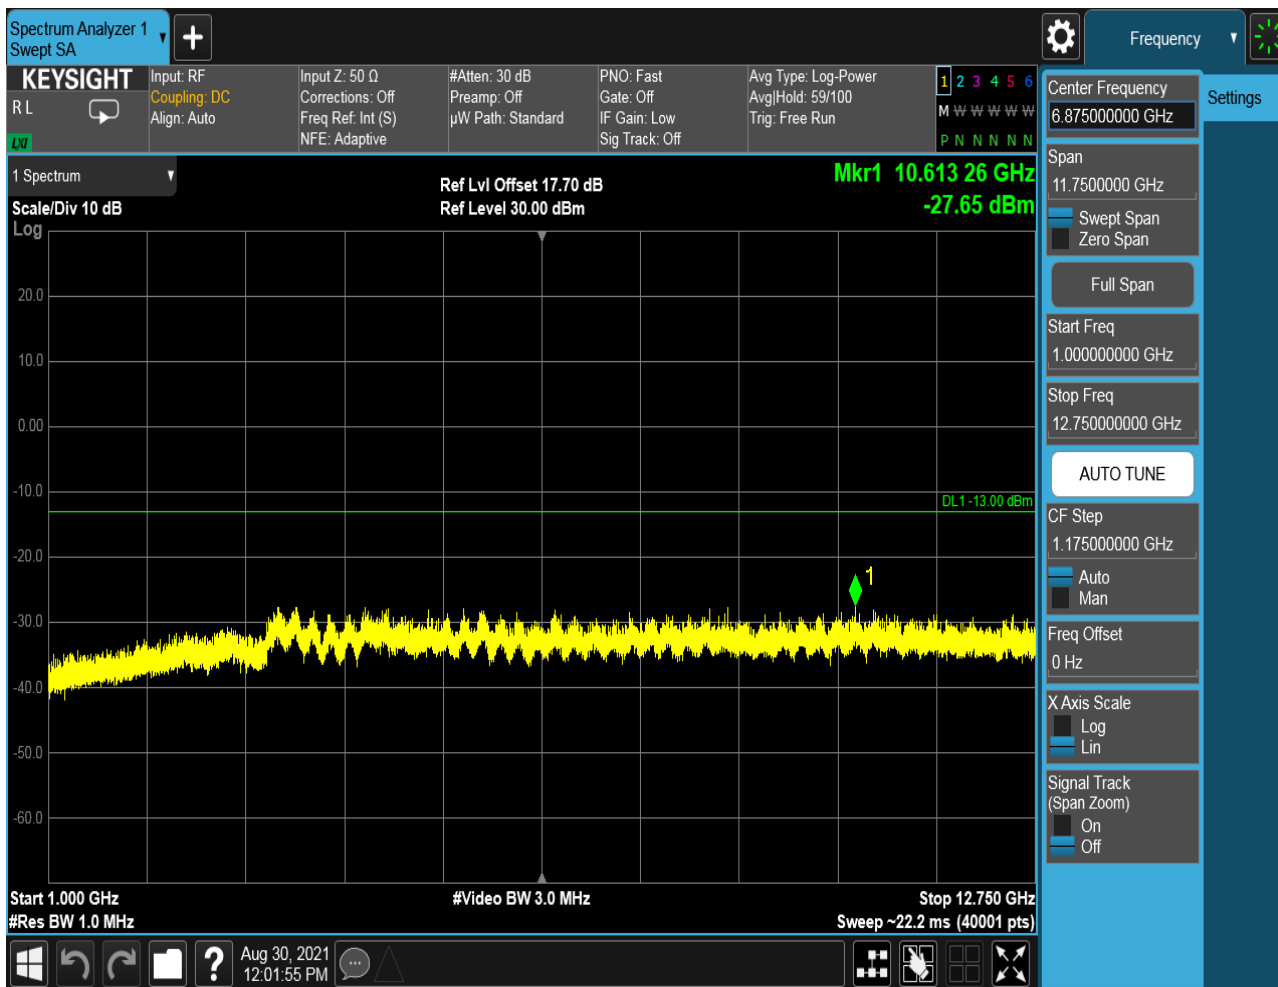 Spectrum Analyzer 1
Swept SA
Frequency
KEYSIGHT
R L
LXI
Input: RF
Coupling: DC
Align: Auto
Input Z: 50 Ω
Corrections: Off
Freq Ref: Int (S)
NFE: Adaptive
#Atten: 30 dB
Preamp: Off
µW Path: Standard
PNO: Fast
Gate: Off
IF Gain: Low
Sig Track: Off
Avg Type: Log-Power
Avg|Hold: 59/100
Trig: Free Run
1 2 3 4 5 6
M W W W W W
P N N N N N
1 Spectrum
Scale/Div 10 dB
Log
Ref Lvl Offset 17.70 dB
Ref Level 30.00 dBm
Mkr1 10.613 26 GHz
-27.65 dBm
20.0
10.0
0.00
-10.0
-20.0
-30.0
-40.0
-50.0
-60.0
DL1 -13.00 dBm
1
Start 1.000 GHz
#Res BW 1.0 MHz
#Video BW 3.0 MHz
Stop 12.750 GHz
Sweep ~22.2 ms (40001 pts)
Center Frequency
6.875000000 GHz
Settings
Span
11.7500000 GHz
Swept Span
Zero Span
Full Span
Start Freq
1.000000000 GHz
Stop Freq
12.750000000 GHz
AUTO TUNE
CF Step
1.175000000 GHz
Auto
Man
Freq Offset
0 Hz
X Axis Scale
Log
Lin
Signal Track
(Span Zoom)
On
Off
?
Aug 30, 2021
12:01:55 PM